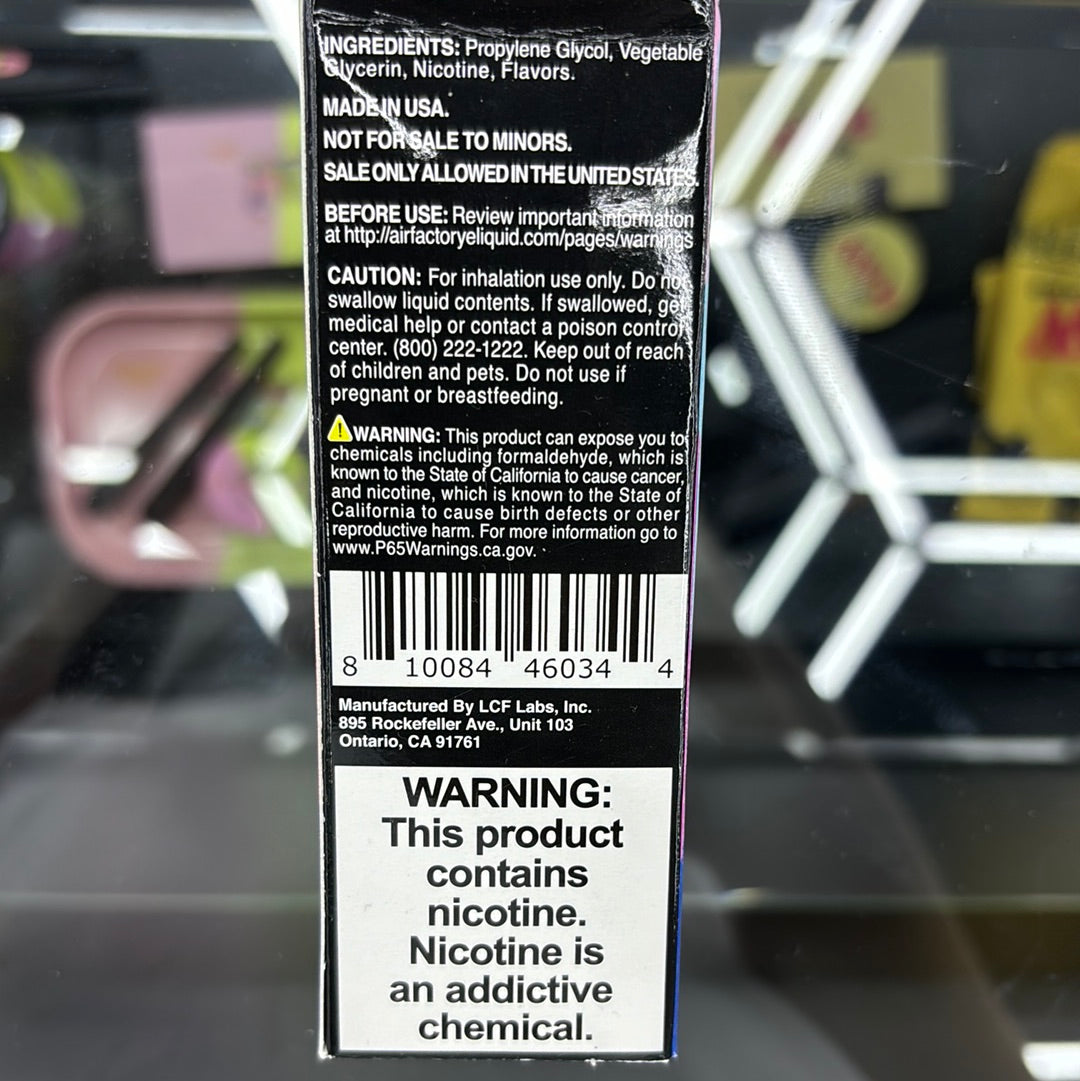 INGREDIENTS: Propylene Glycol, Vegetable
Glycerin, Nicotine, Flavors.
MADE IN USA.
NOT FOR SALE TO MINORS.
SALE ONLY ALLOWED IN THE UNITED STATES.
BEFORE USE: Review important information
at http://airfactoryeliquid.com/pages/warnings
CAUTION: For inhalation use only. Do not
swallow liquid contents. If swallowed, get
medical help or contact a poison control
center. (800) 222-1222. Keep out of reach
of children and pets. Do not use if
pregnant or breastfeeding.
WARNING: This product can expose you to
chemicals including formaldehyde, which is
known to the State of California to cause cancer,
and nicotine, which is known to the State of
California to cause birth defects or other
reproductive harm. For more information go to
www.P65Warnings.ca.gov.
8 10084 46034 4
Manufactured By LCF Labs, Inc.
895 Rockefeller Ave., Unit 103
Ontario, CA 91761
WARNING:
This product
contains
nicotine.
Nicotine is
an addictive
chemical.